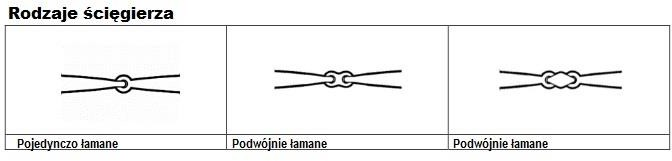 Rodzaje ścięgierza
Pojedynczo łamane
Podwójnie łamane
Podwójnie łamane